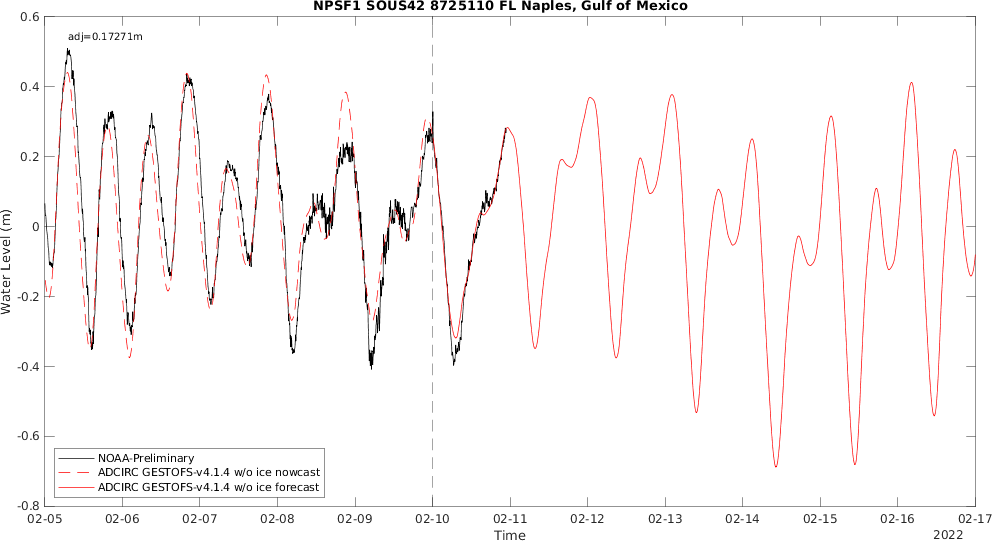 NPSF1 SOUS42 8725110 FL Naples, Gulf of Mexico
adj=0.17271m
0.6
0.4
0.2
0
-0.2
-0.4
-0.6
-0.8
Water Level (m)
NOAA-Preliminary
ADCIRC GESTOFS-v4.1.4 w/o ice nowcast
ADCIRC GESTOFS-v4.1.4 w/o ice forecast
02-05 02-06 02-07 02-08 02-09 02-10 02-11 02-12 02-13 02-14 02-15 02-16 02-17
Time
2022